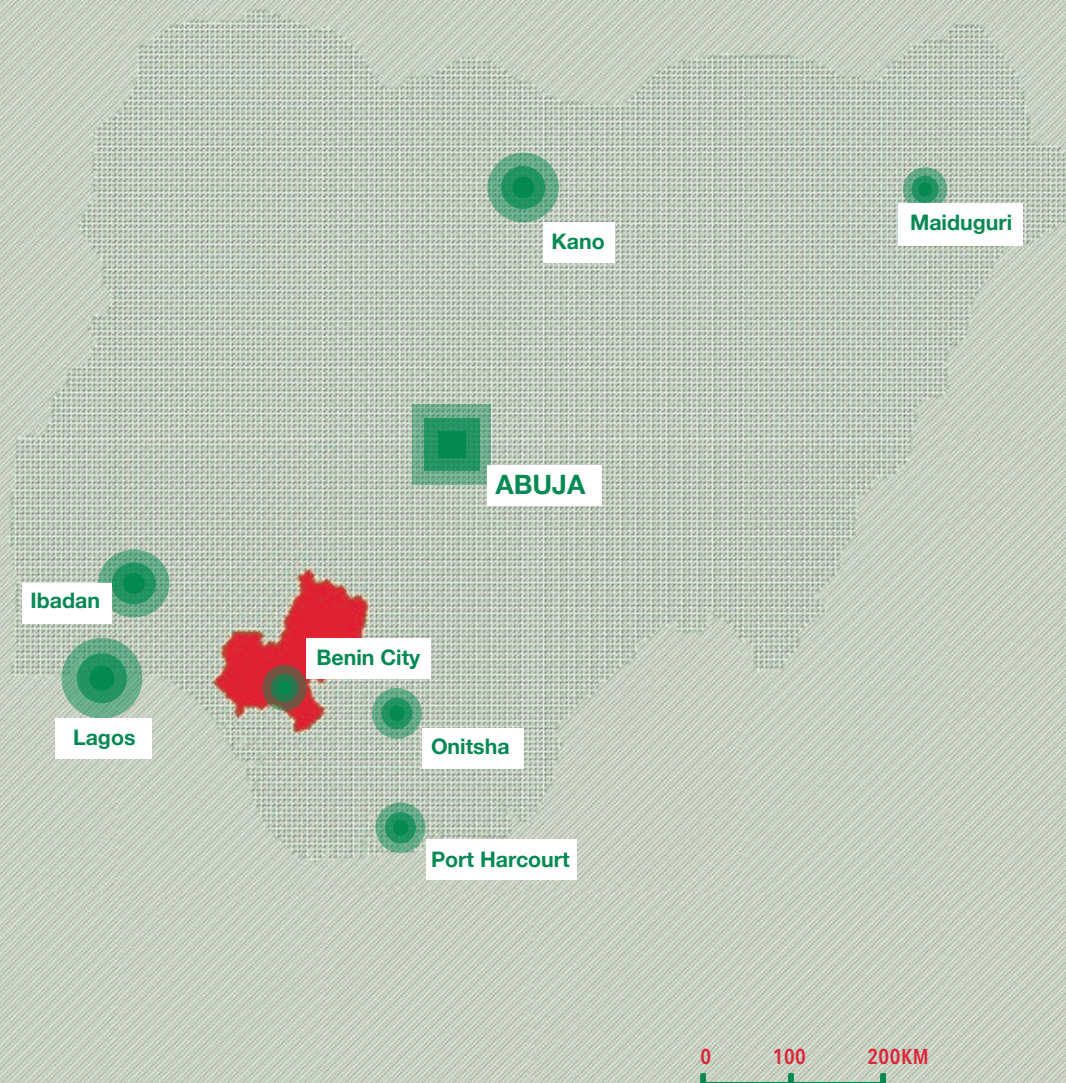 Kano
Maiduguri
ABUJA
Ibadan
Benin City
Lagos
Onitsha
Port Harcourt
0 100 200KM